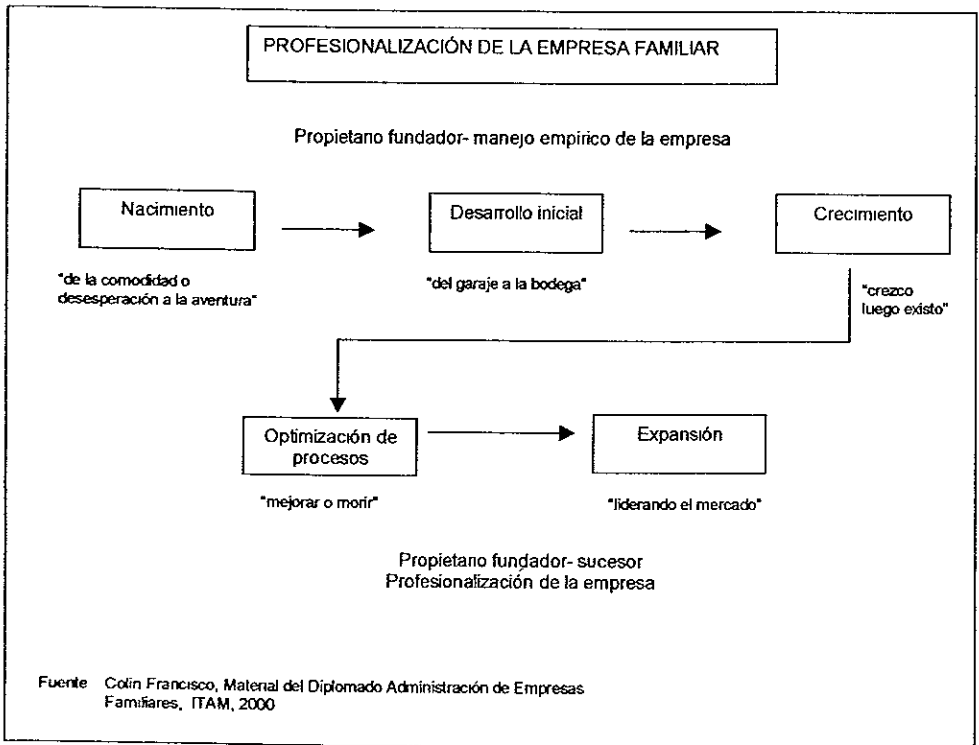 PROFESIONALIZACIÓN DE LA EMPRESA FAMILIAR
Propietario fundador- manejo empírico de la empresa
Nacimiento
Desarrollo inicial
Crecimiento
"de la comodidad o
desesperación a la aventura"
"del garaje a la bodega"
"crezco
luego existo"
Optimización de
procesos
Expansión
"mejorar o morir"
"liderando el mercado"
Propietario fundador- sucesor
Profesionalización de la empresa
Fuente Colín Francisco, Material del Diplomado Administración de Empresas
Familiares, ITAM, 2000